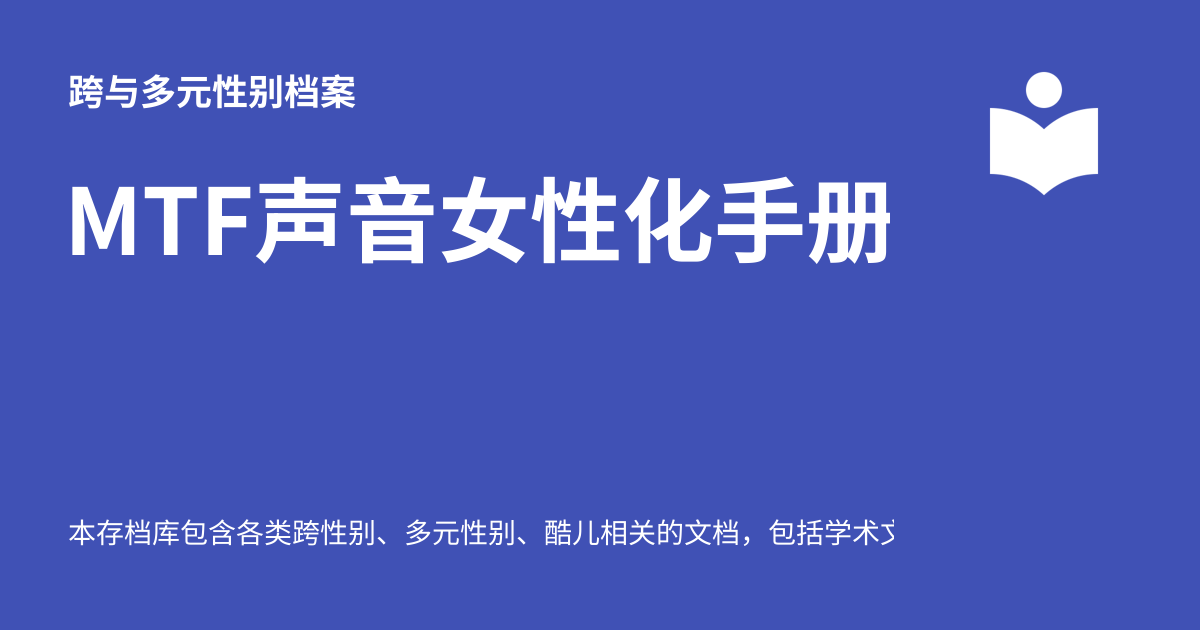 跨与多元性别档案
MTF声音女性化手册
本存档库包含各类跨性别、多元性别、酷儿相关的文档，包括学术